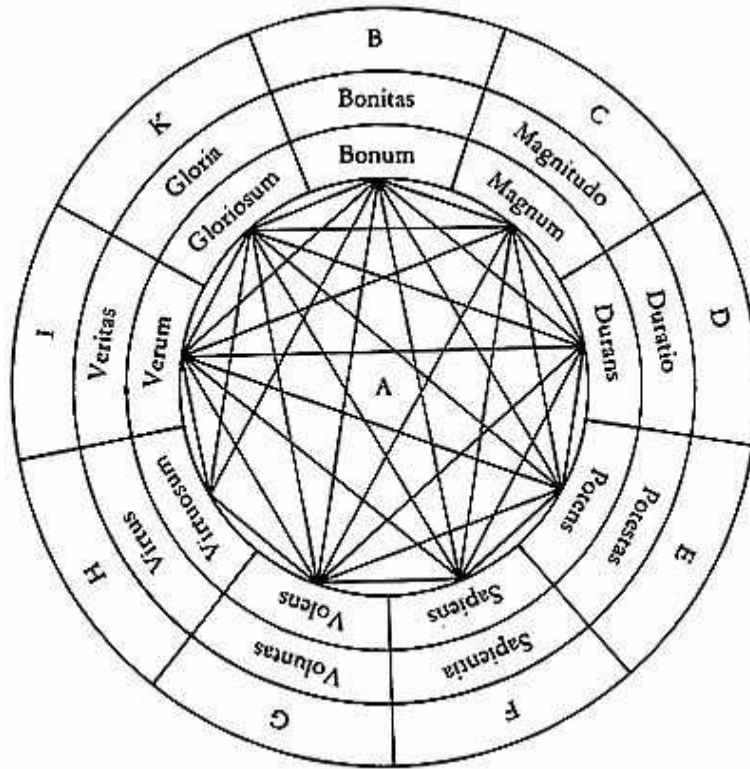 B
Bonitas
Bonum
C
Magnitudo
Magnum
D
Duratio
Durans
E
Potestas
Potens
F
Sapientia
Sapiens
G
Voluntas
Volens
H
Virtus
Virtuosum
I
Veritas
Verum
K
Gloria
Gloriosum
A